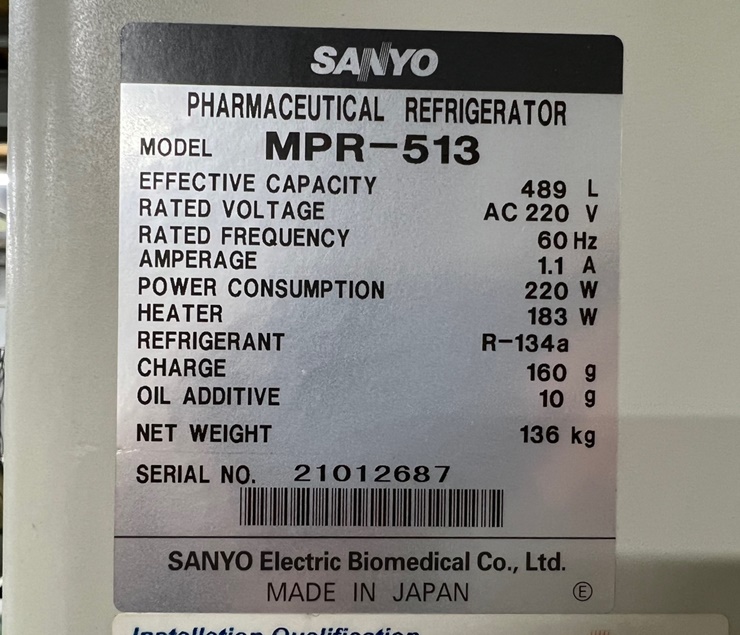 SANYO
PHARMACEUTICAL REFRIGERATOR
MODEL MPR-513
EFFECTIVE CAPACITY 489 L
RATED VOLTAGE AC 220 V
RATED FREQUENCY 60 Hz
AMPERAGE 1.1 A
POWER CONSUMPTION 220 W
HEATER 183 W
REFRIGERANT R-134a
CHARGE 160 g
OIL ADDITIVE 10 g
NET WEIGHT 136 kg
SERIAL NO. 21012687
SANYO Electric Biomedical Co., Ltd.
MADE IN JAPAN Ⓔ
Installation Qualification